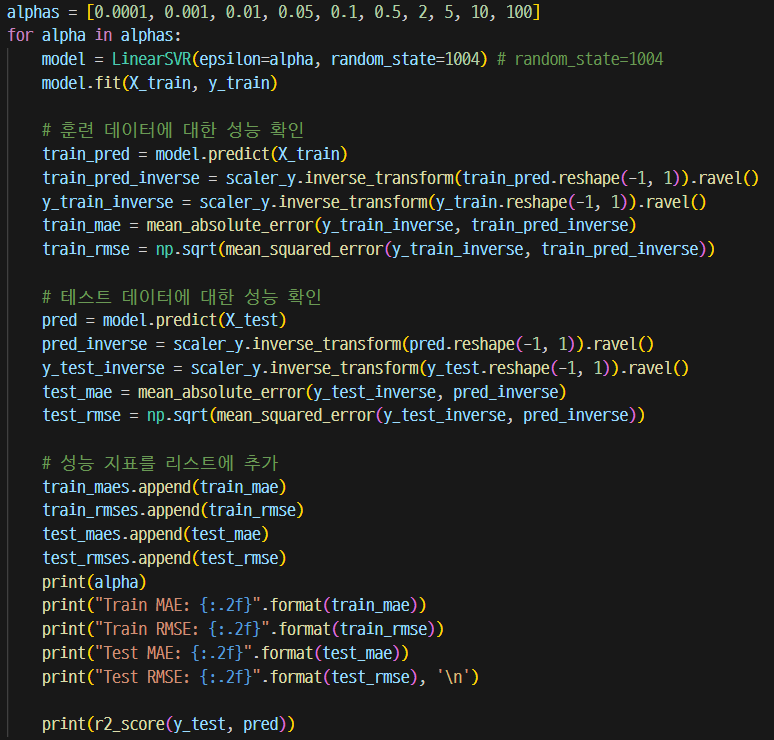 alphas = [0.0001, 0.001, 0.01, 0.05, 0.1, 0.5, 2, 5, 10, 100]
for alpha in alphas:
    model = LinearSVR(epsilon=alpha, random_state=1004) # random_state=1004
    model.fit(X_train, y_train)

    # 훈련 데이터에 대한 성능 확인
    train_pred = model.predict(X_train)
    train_pred_inverse = scaler_y.inverse_transform(train_pred.reshape(-1, 1)).ravel()
    y_train_inverse = scaler_y.inverse_transform(y_train.reshape(-1, 1)).ravel()
    train_mae = mean_absolute_error(y_train_inverse, train_pred_inverse)
    train_rmse = np.sqrt(mean_squared_error(y_train_inverse, train_pred_inverse))

    # 테스트 데이터에 대한 성능 확인
    pred = model.predict(X_test)
    pred_inverse = scaler_y.inverse_transform(pred.reshape(-1, 1)).ravel()
    y_test_inverse = scaler_y.inverse_transform(y_test.reshape(-1, 1)).ravel()
    test_mae = mean_absolute_error(y_test_inverse, pred_inverse)
    test_rmse = np.sqrt(mean_squared_error(y_test_inverse, pred_inverse))

    # 성능 지표를 리스트에 추가
    train_maes.append(train_mae)
    train_rmses.append(train_rmse)
    test_maes.append(test_mae)
    test_rmses.append(test_rmse)
    print(alpha)
    print("Train MAE: {:.2f}".format(train_mae))
    print("Train RMSE: {:.2f}".format(train_rmse))
    print("Test MAE: {:.2f}".format(test_mae))
    print("Test RMSE: {:.2f}".format(test_rmse), '\n')

    print(r2_score(y_test, pred))